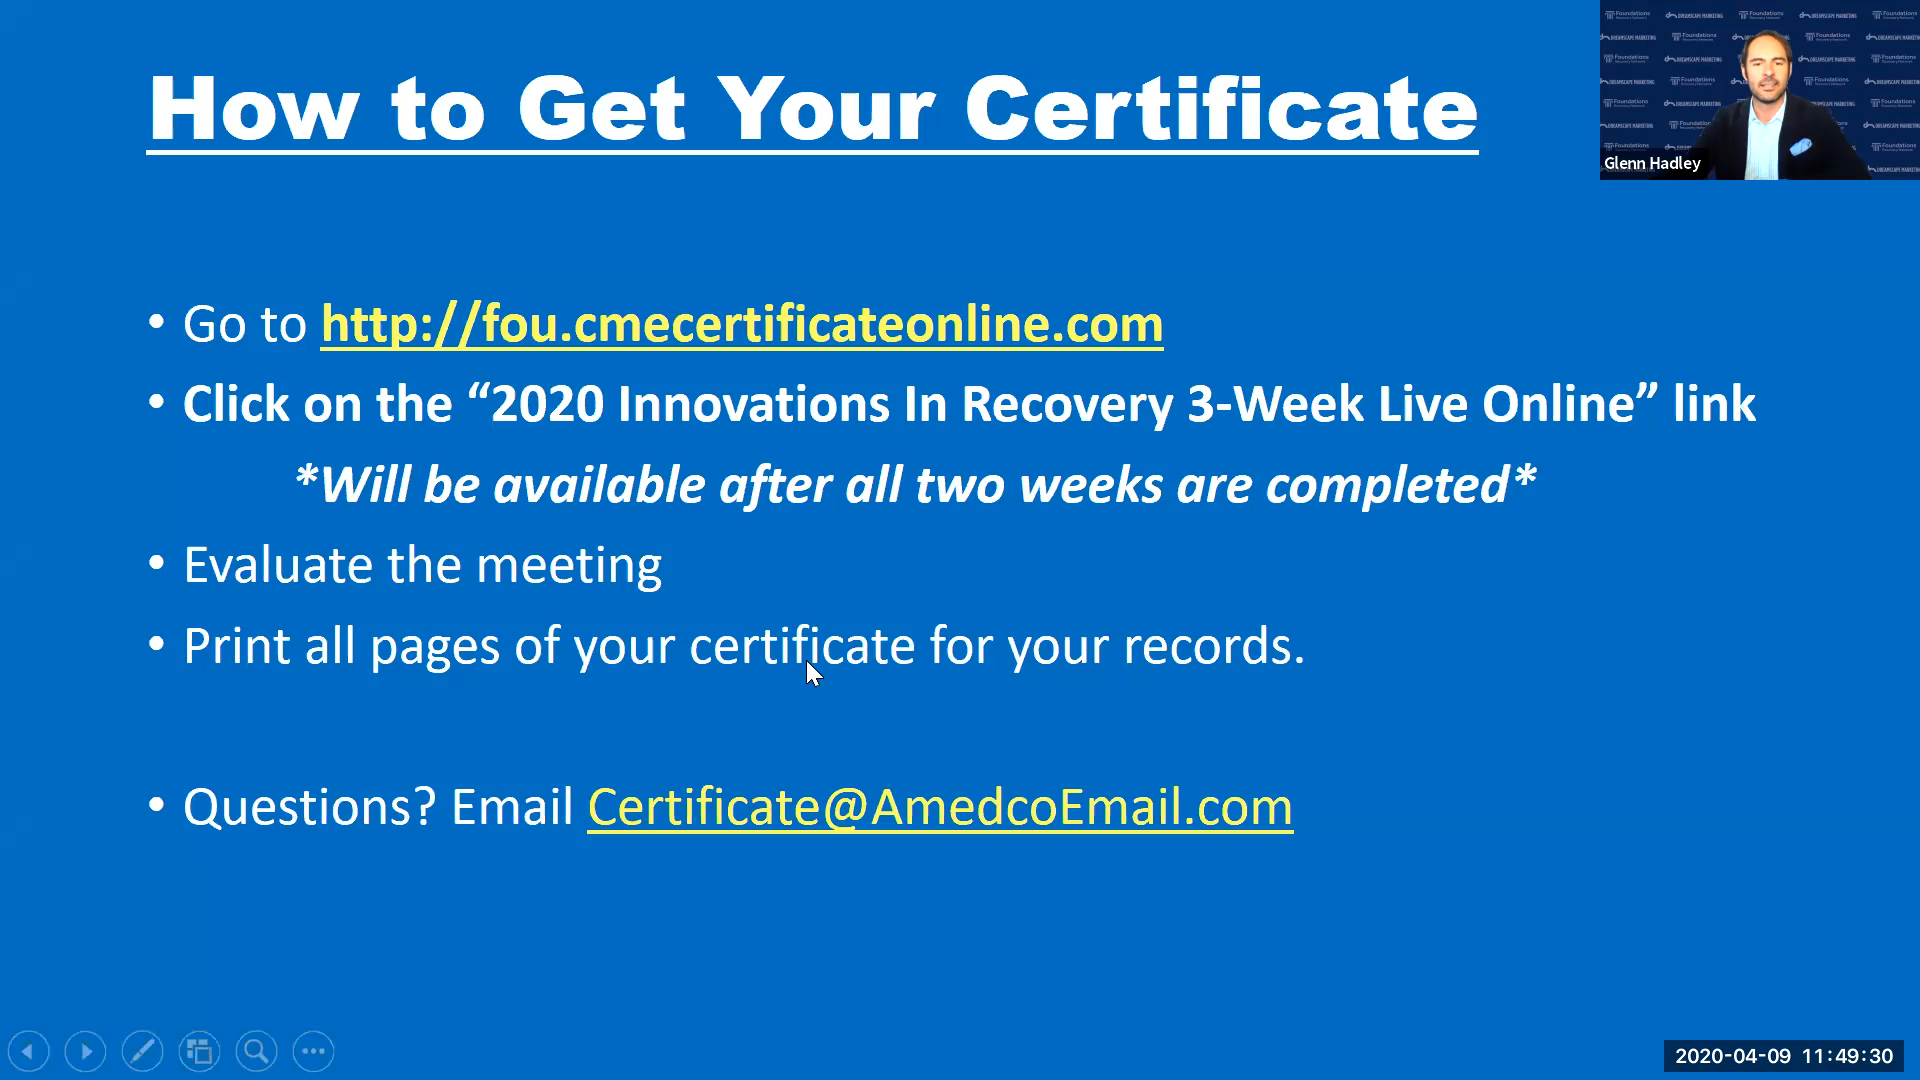 How to Get Your Certificate
Glenn Hadley
• Go to http://fou.cmecertificateonline.com
• Click on the “2020 Innovations In Recovery 3-Week Live Online” link
*Will be available after all two weeks are completed*
• Evaluate the meeting
• Print all pages of your certificate for your records.
• Questions? Email Certificate@AmedcoEmail.com
2020-04-09 11:49:30